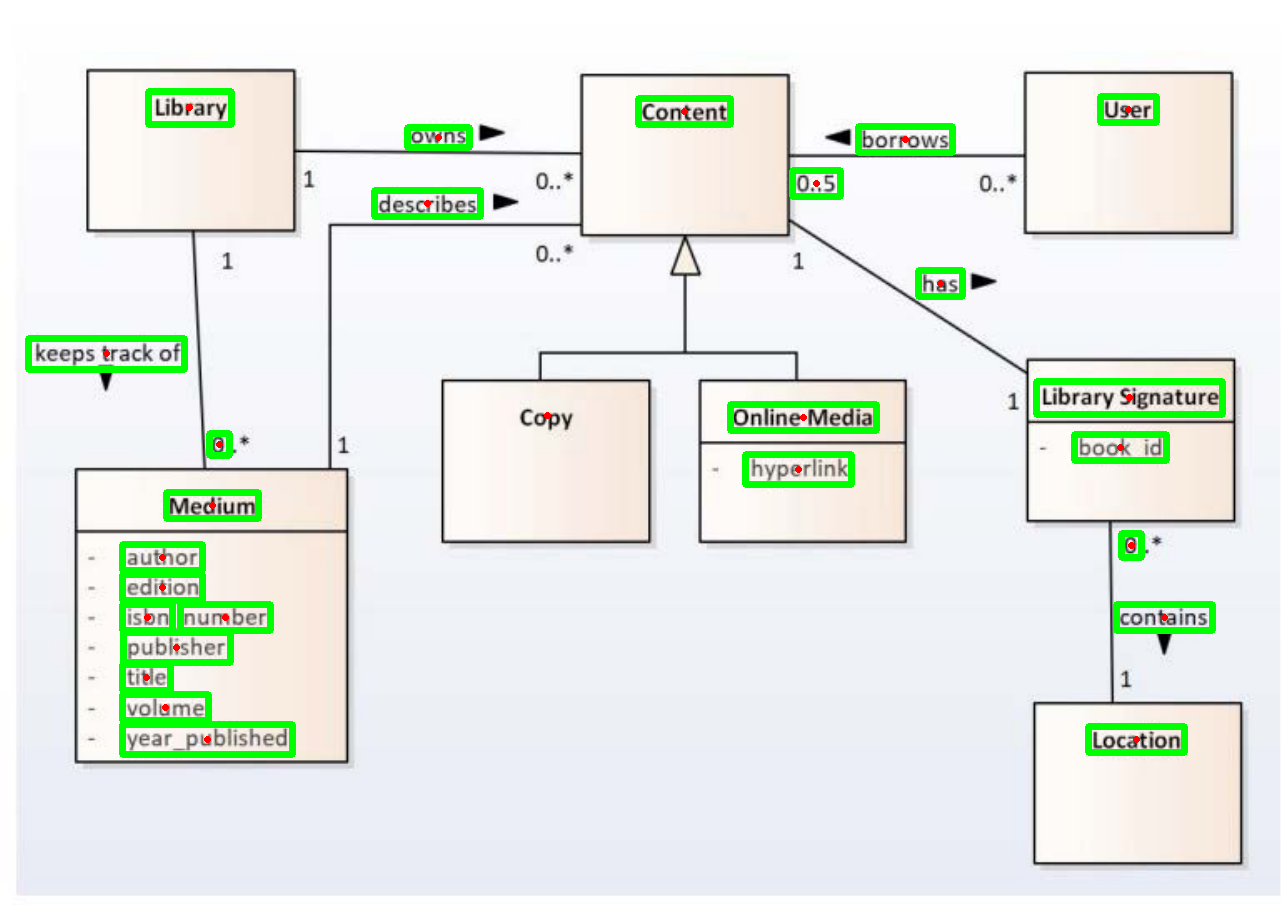 Library
owns
Content
borrows
User
1
0..*
0..5
0..*
describes
1
0..*
1
has
keeps track of
0..*
1
Copy
Online Media
- hyperlink
1
Library Signature
- book_id
Medium
- author
- edition
- isbn_number
- publisher
- title
- volume
- year_published
0..*
contains
1
Location